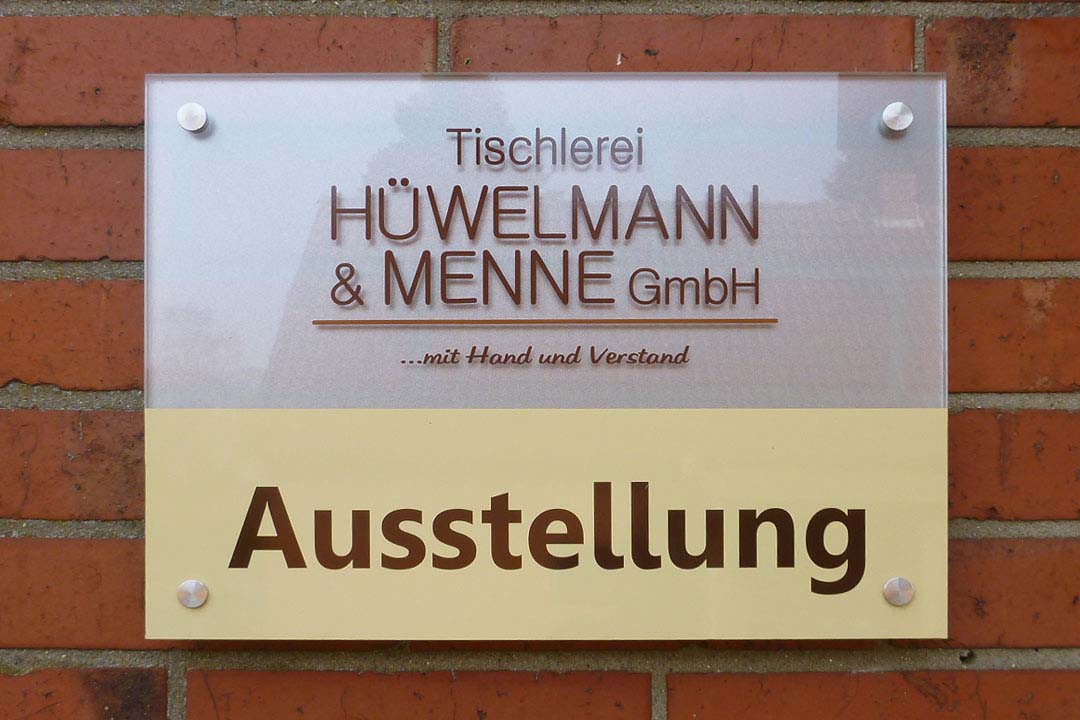 Tischlerei
HÜWELMANN
& MENNE GmbH
...mit Hand und Verstand
Ausstellung